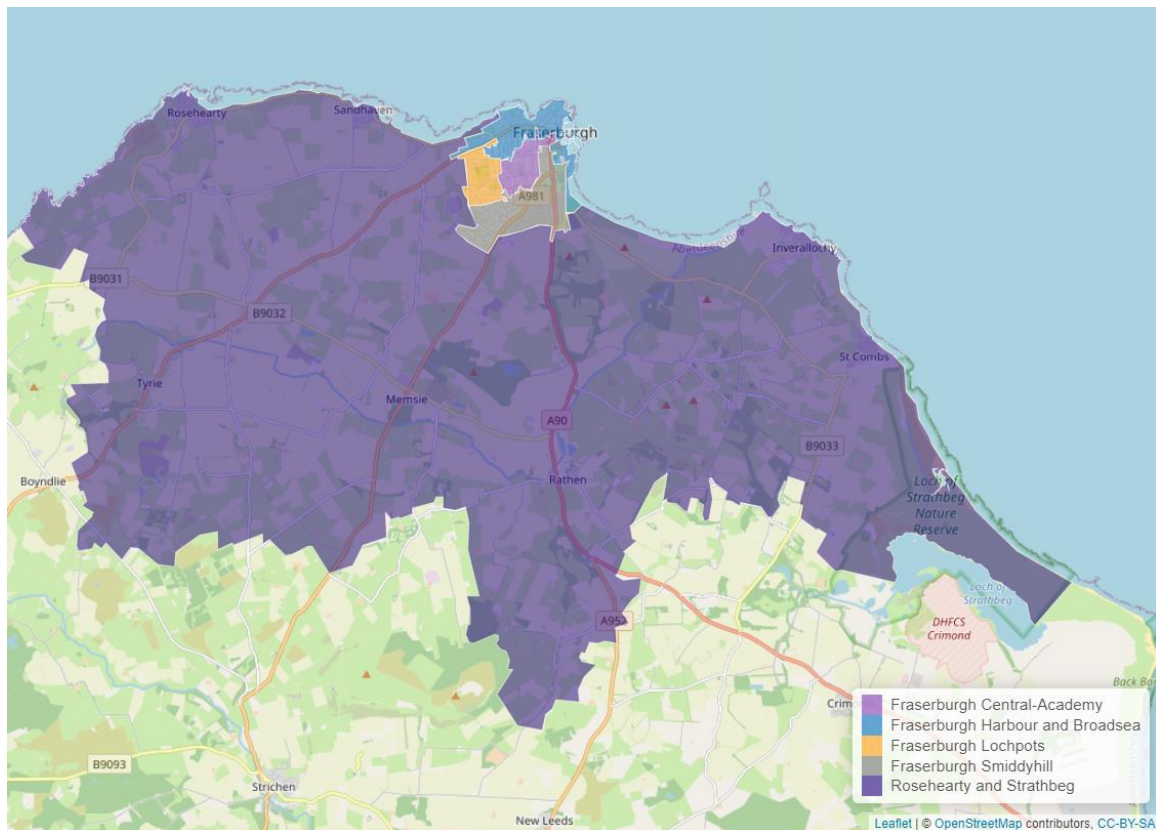 Rosehearty
Sandhaven
Fraserburgh
A981
Aberdeenshire
Inverallochy
B9031
B9032
St Combs
Tyrie
Memsie
A90
B9033
Boyndlie
Rathen
Loch of
Strathbeg
Nature
Reserve
Loch of
Strathbeg
A952
DHFCS
Crimond
Back Bar
Crimo
B9093
Strichen
New Leeds
Fraserburgh Central-Academy
Fraserburgh Harbour and Broadsea
Fraserburgh Lochpots
Fraserburgh Smiddyhill
Rosehearty and Strathbeg
Leaflet | © OpenStreetMap contributors, CC-BY-SA